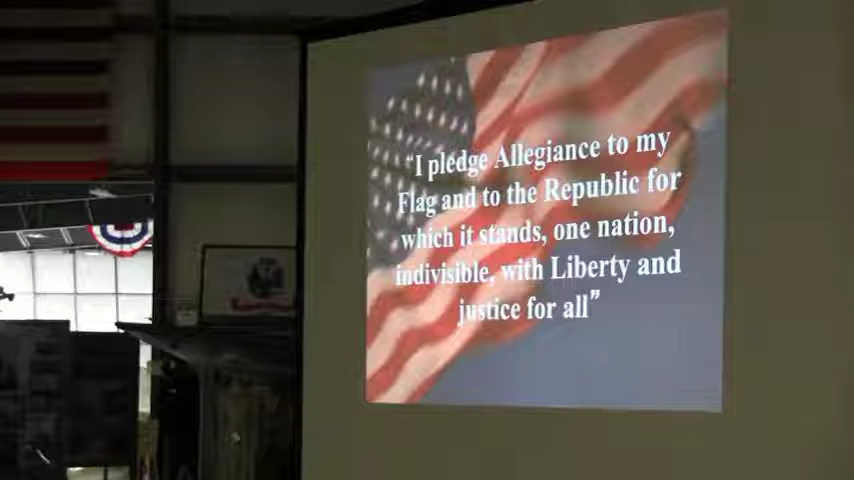 “I pledge Allegiance to my
Flag and to the Republic for
which it stands, one nation,
indivisible, with Liberty and
justice for all”